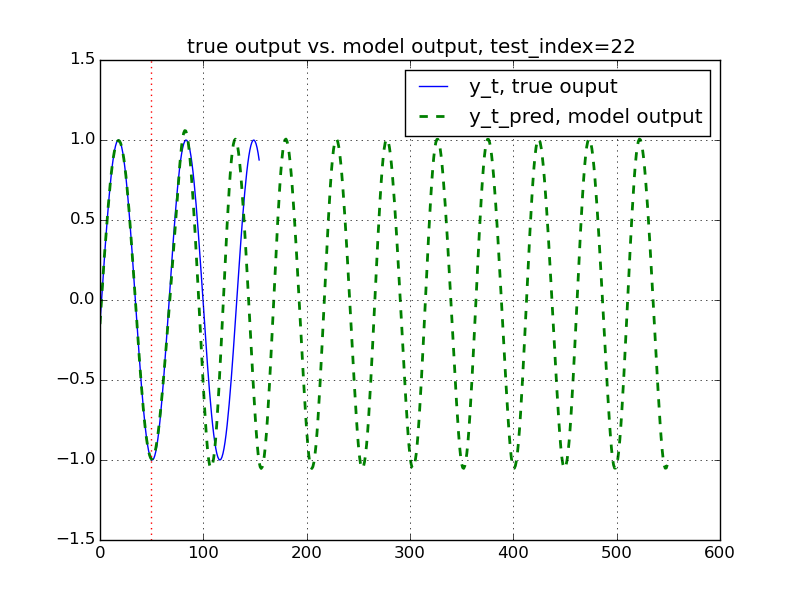 true output vs. model output, test_index=22
y_t, true ouput
y_t_pred, model output
1.5
1.0
0.5
0.0
−0.5
−1.0
−1.5
0 100 200 300 400 500 600